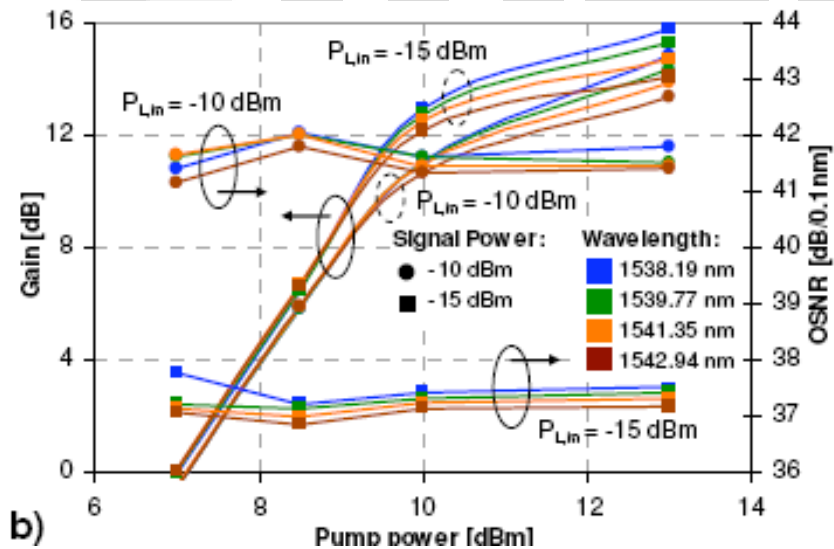 16
44
P_L,in = -15 dBm
43
P_L,in = -10 dBm
12
42
41
P_L,in = -10 dBm
Gain [dB]
8
Signal Power:
Wavelength:
40
OSNR [dB/0.1nm]
-10 dBm
1538.19 nm
-15 dBm
1539.77 nm
39
1541.35 nm
4
1542.94 nm
38
37
P_L,in = -15 dBm
0
36
6
8
10
12
14
b)
Pump power [dBm]